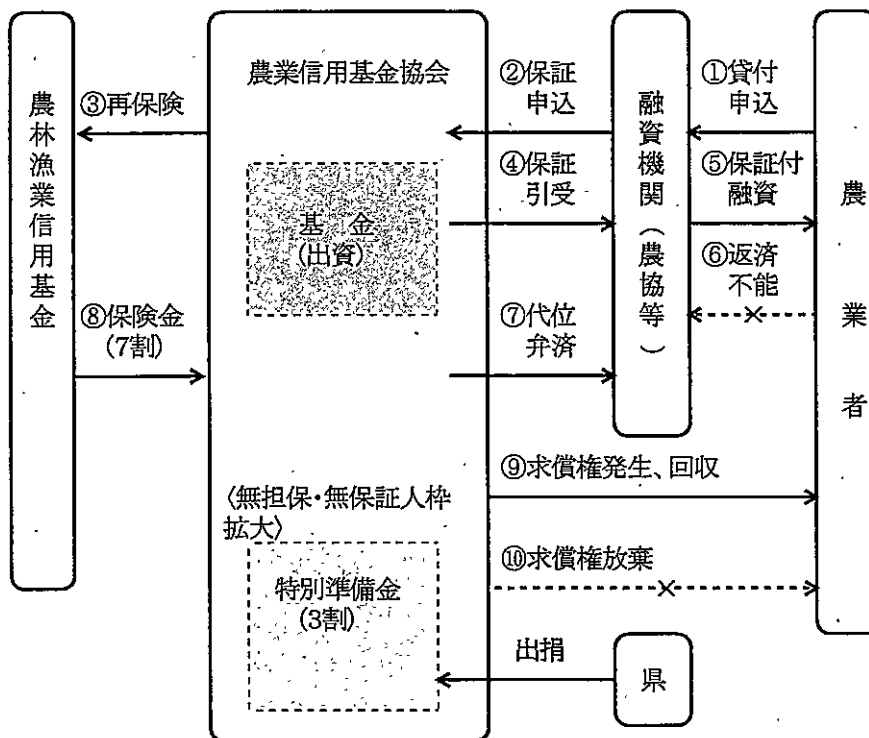 農林漁業信用基金
③再保険
⑧保険金
(7割)
農業信用基金協会
基　金
(出資)
〈無担保・無保証人枠
拡大〉
特別準備金
(3割)
②保証
申込
④保証
引受
⑦代位
弁済
融資機関（農協等）
①貸付
申込
⑤保証付
融資
⑥返済
不能
⑨求償権発生、回収
⑩求償権放棄
出捐
県
農業者